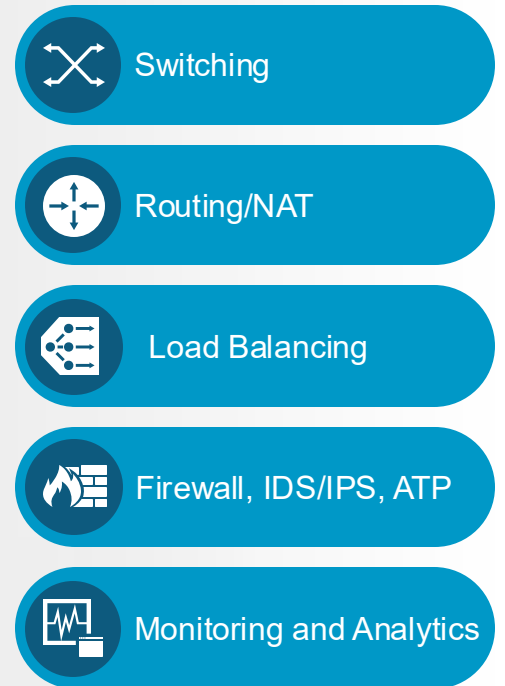 Switching
Routing/NAT
Load Balancing
Firewall, IDS/IPS, ATP
Monitoring and Analytics